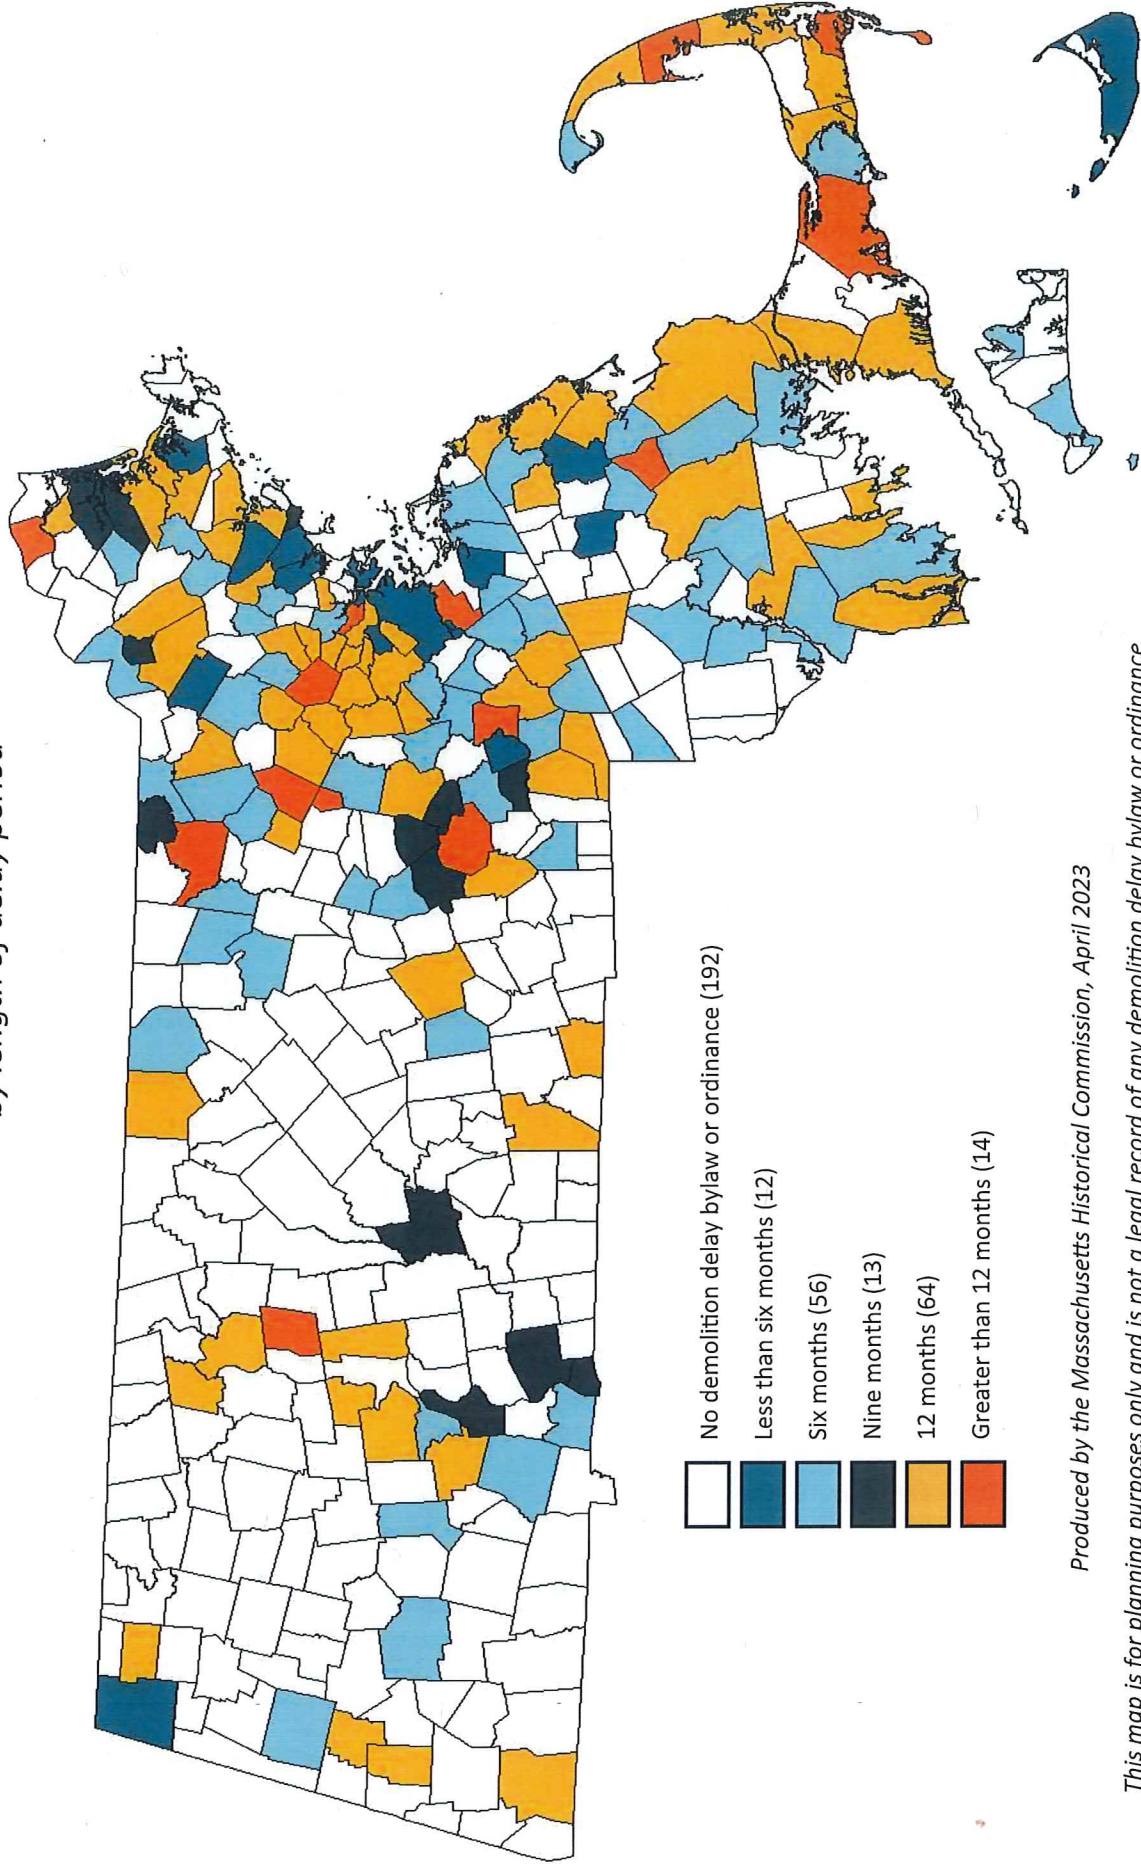 by length of delay period
No demolition delay bylaw or ordinance (192)
Less than six months (12)
Six months (56)
Nine months (13)
12 months (64)
Greater than 12 months (14)
Produced by the Massachusetts Historical Commission, April 2023
This map is for planning purposes only and is not a legal record of any demolition delay bylaw or ordinance